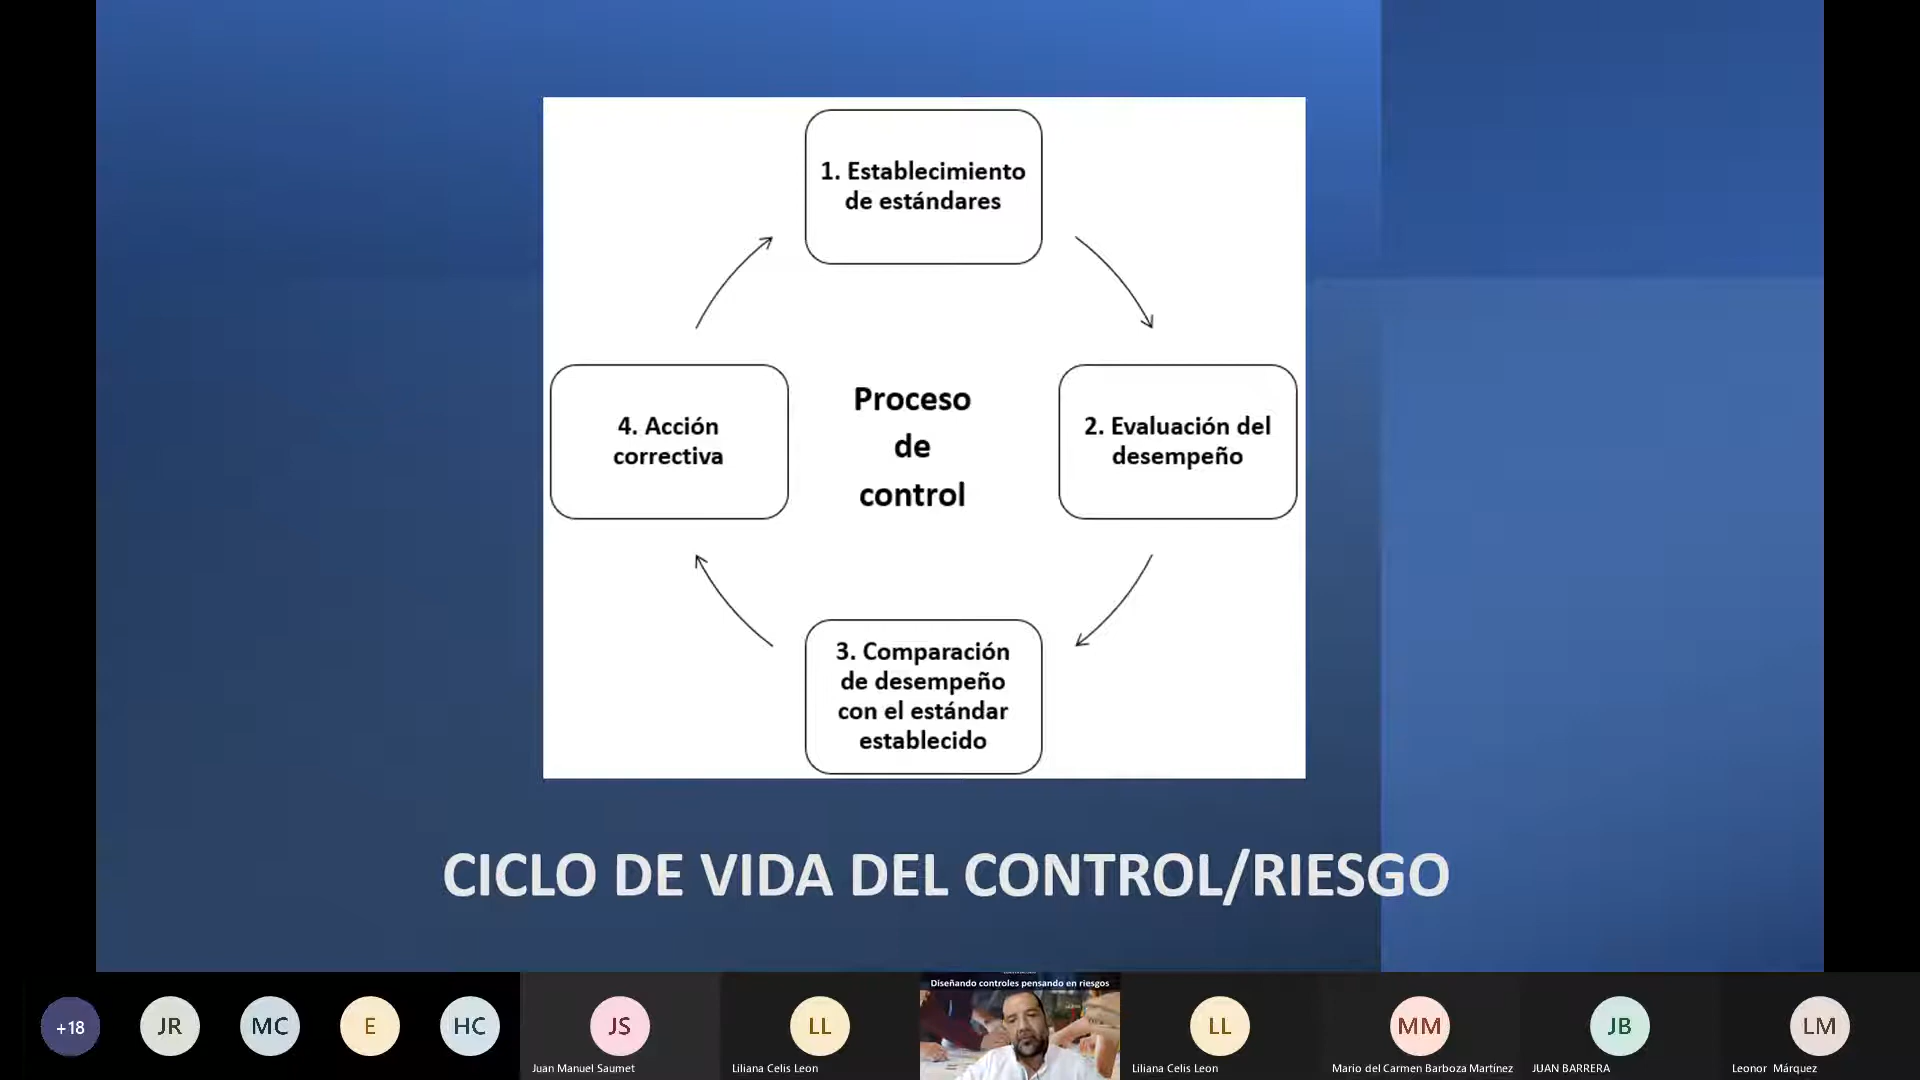 1. Establecimiento
de estándares
Proceso
de
control
4. Acción
correctiva
2. Evaluación del
desempeño
3. Comparación
de desempeño
con el estándar
establecido
CICLO DE VIDA DEL CONTROL/RIESGO
+18
JR
MC
E
HC
JS
Juan Manuel Saumet
LL
Liliana Celis Leon
Diseñando controles pensando en riesgos
LL
Liliana Celis Leon
MM
Mario del Carmen Barboza Martínez
JB
JUAN BARRERA
LM
Leonor Márquez